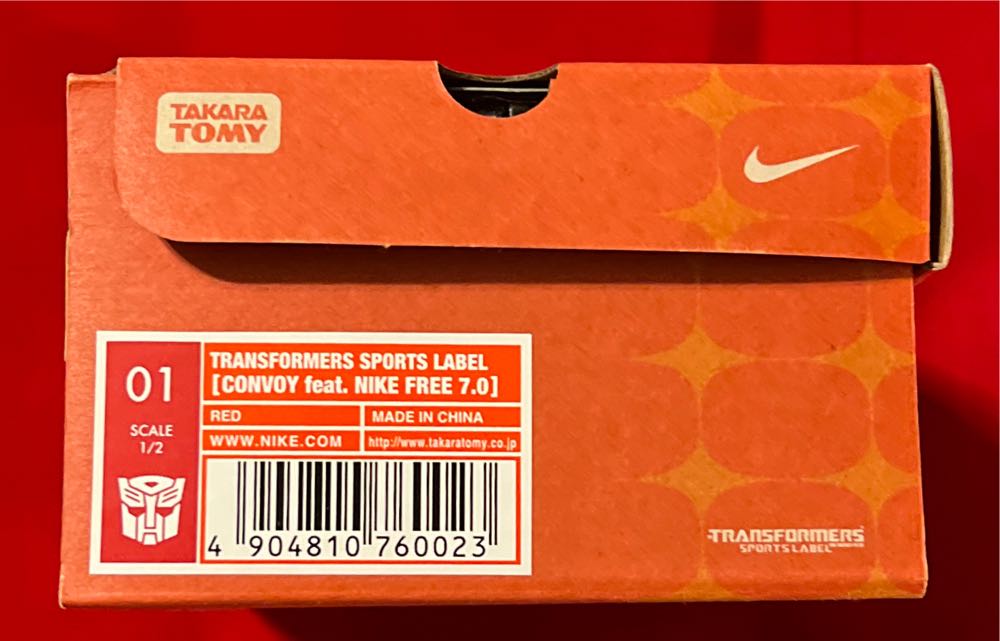 TAKARA
TOMY
01
SCALE
1/2
TRANSFORMERS SPORTS LABEL
[CONVOY feat. NIKE FREE 7.0]
RED
MADE IN CHINA
WWW.NIKE.COM
http://www.takaratomy.co.jp
4 904810 760023
TRANSFORMERS
SPORTS LABEL